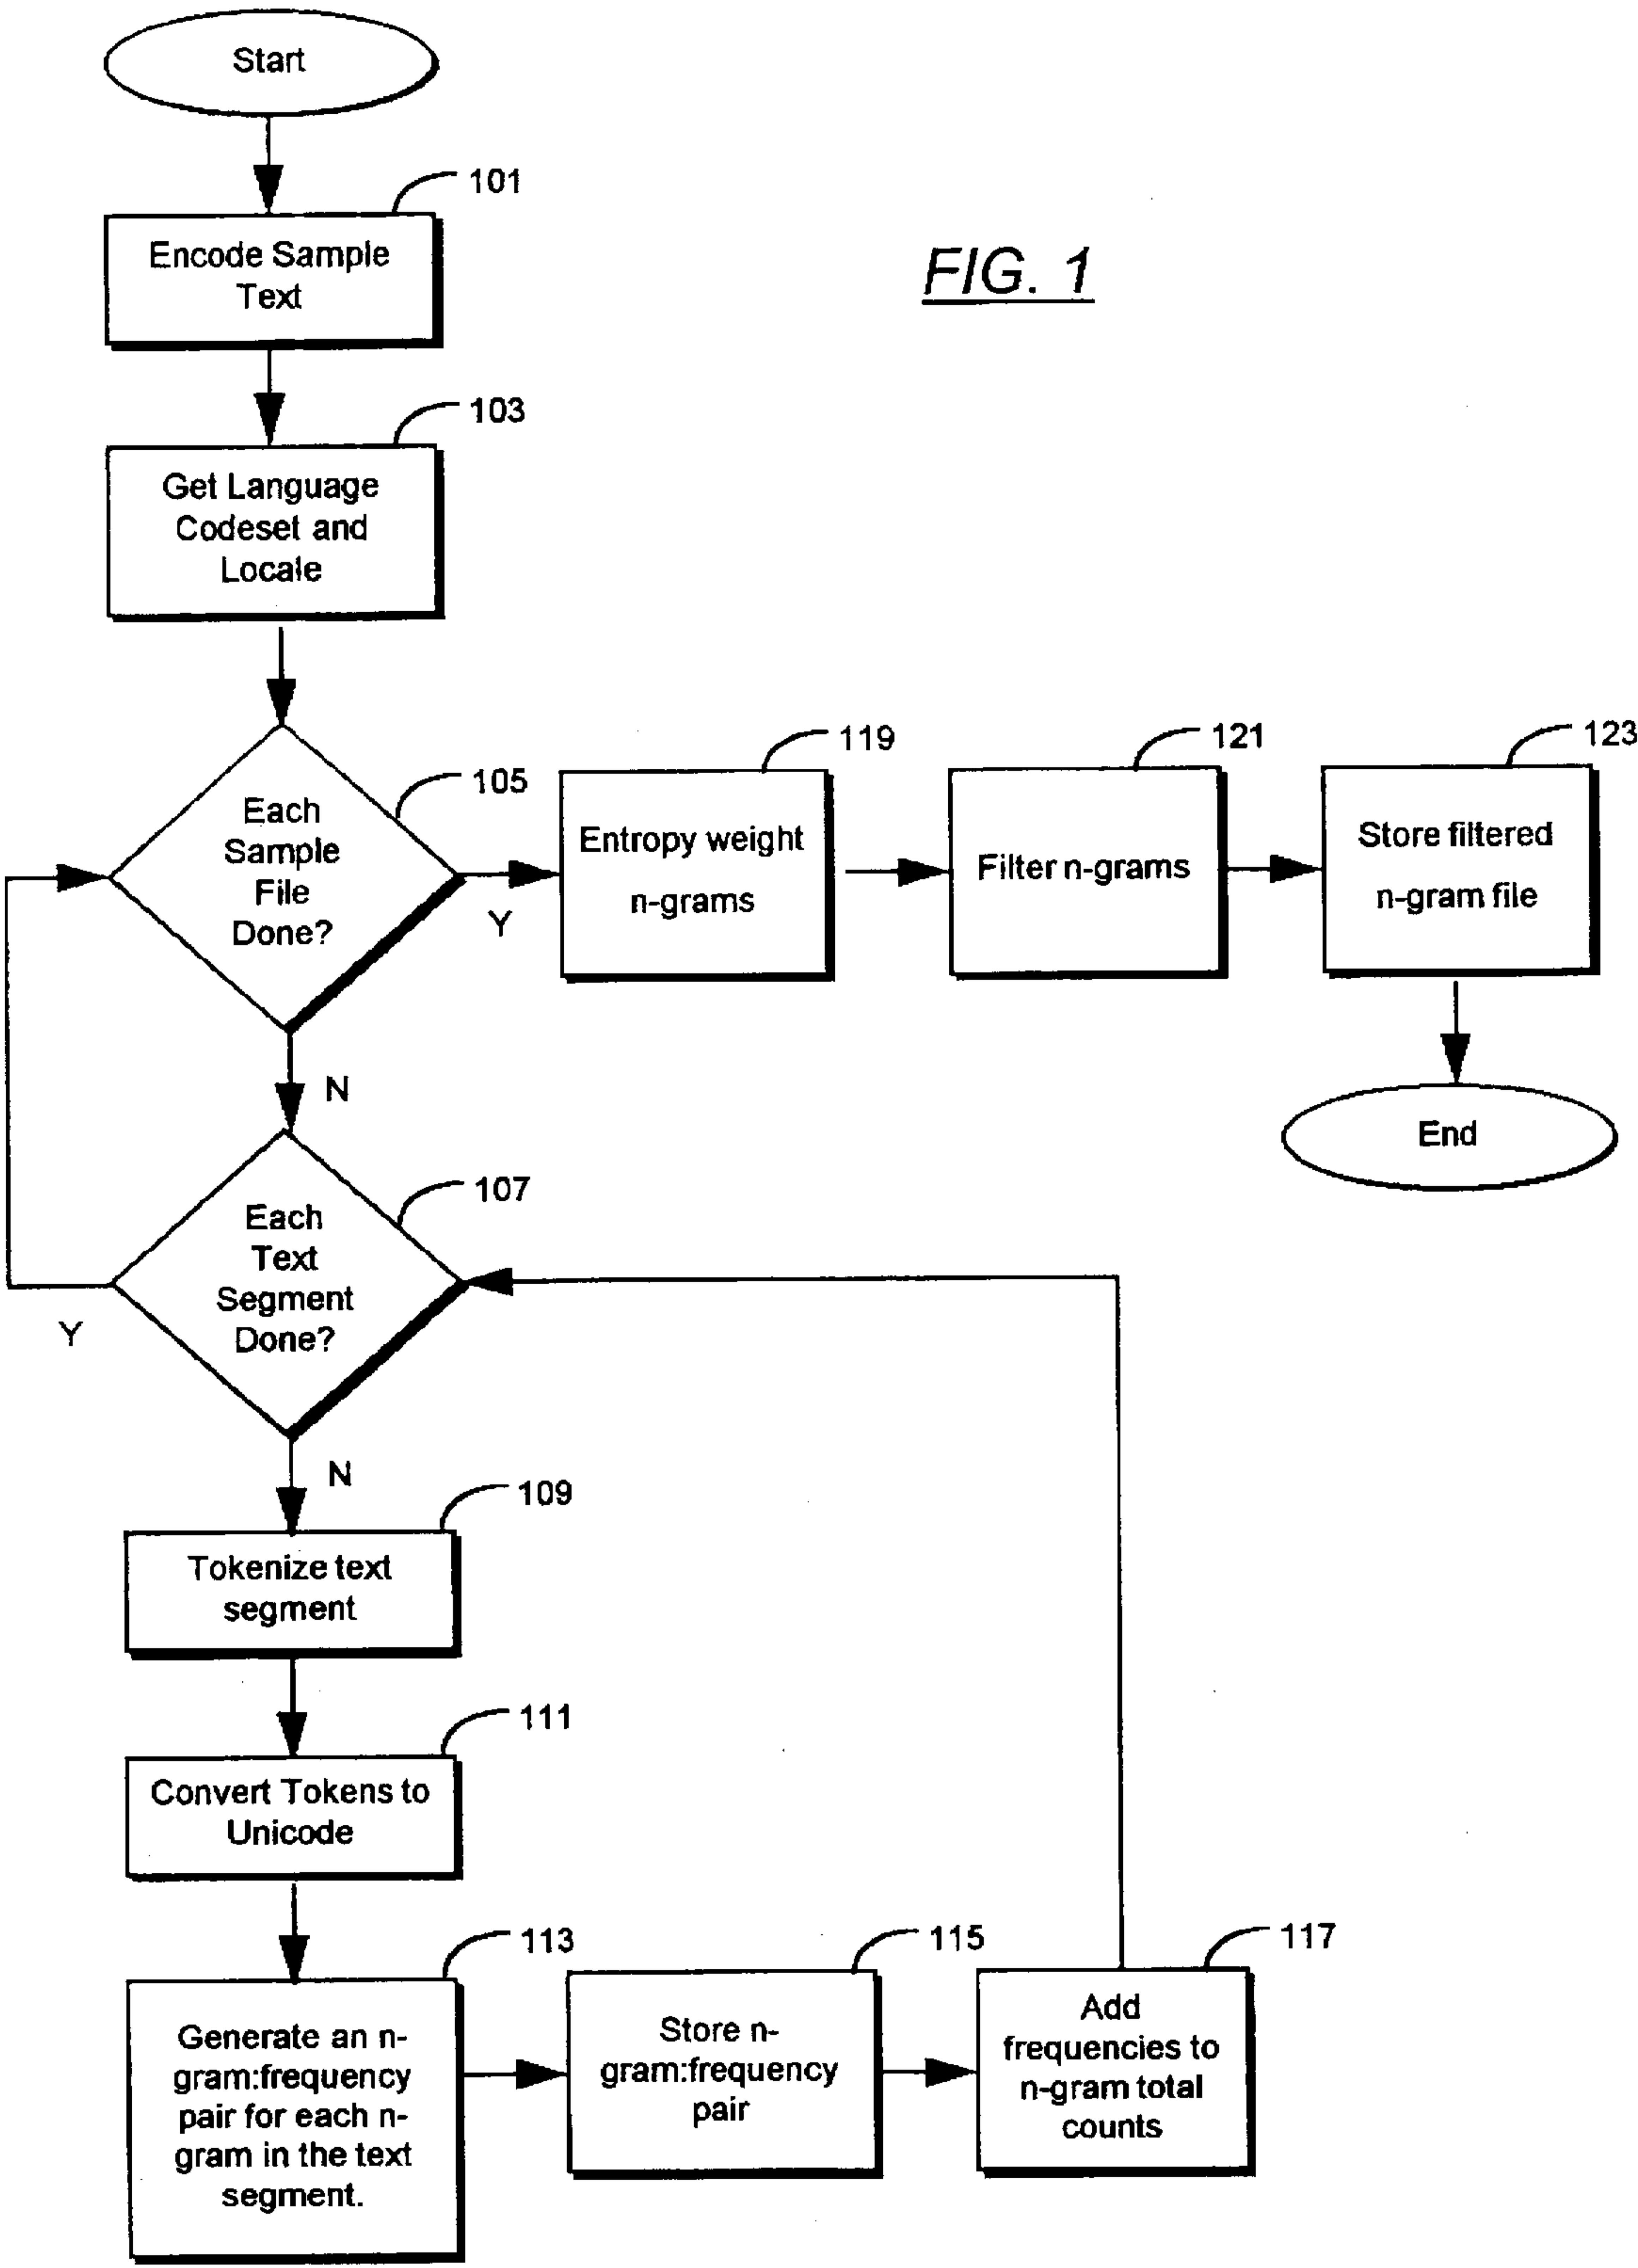 Start
101
Encode Sample
Text
FIG. 1
103
Get Language
Codeset and
Locale
105
Each
Sample
File
Done?
Y
N
119
Entropy weight
n-grams
121
Filter n-grams
123
Store filtered
n-gram file
End
107
Each
Text
Segment
Done?
Y
N
109
Tokenize text
segment
111
Convert Tokens to
Unicode
113
Generate an n-
gram:frequency
pair for each n-
gram in the text
segment.
115
Store n-
gram:frequency
pair
117
Add
frequencies to
n-gram total
counts